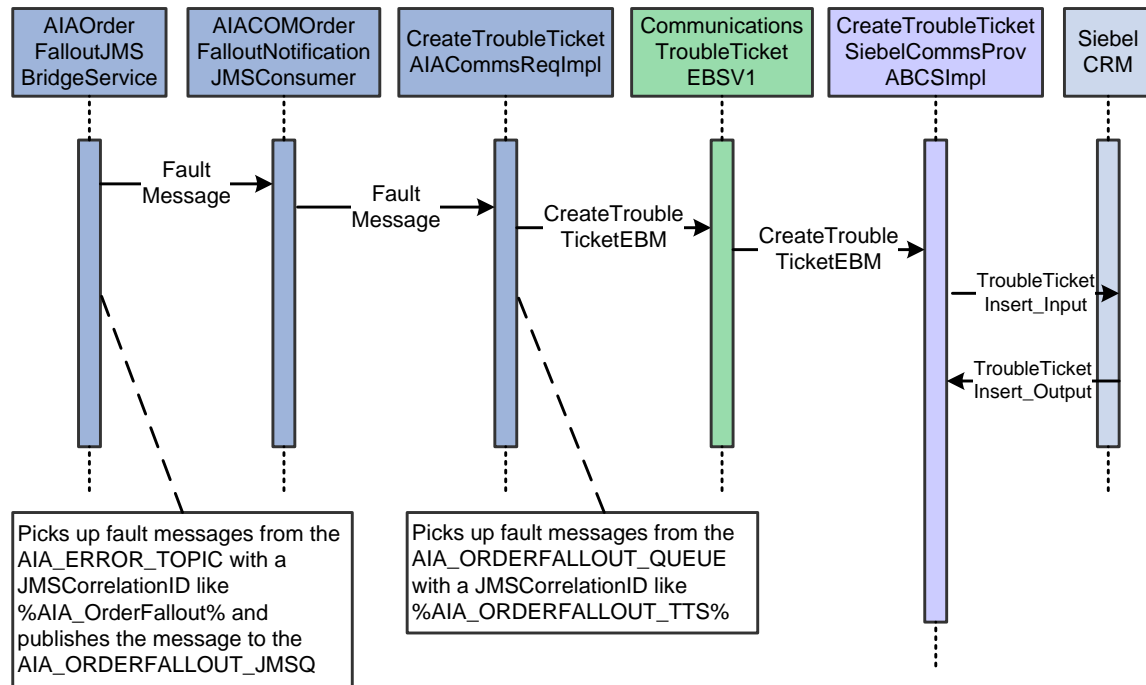 AIAOrder
FalloutJMS
BridgeService
AIACOMOrder
FalloutNotification
JMSConsumer
CreateTroubleTicket
AIACommsReqImpl
Communications
TroubleTicket
EBSV1
CreateTroubleTicket
SiebelCommsProv
ABCSImpl
Siebel
CRM
Fault
Message
Fault
Message
CreateTrouble
TicketEBM
CreateTrouble
TicketEBM
TroubleTicket
Insert_Input
TroubleTicket
Insert_Output
Picks up fault messages from the
AIA_ERROR_TOPIC with a
JMSCorrelationID like
%AIA_OrderFallout% and
publishes the message to the
AIA_ORDERFALLOUT_JMSQ
Picks up fault messages from the
AIA_ORDERFALLOUT_QUEUE
with a JMSCorrelationID like
%AIA_ORDERFALLOUT_TTS%